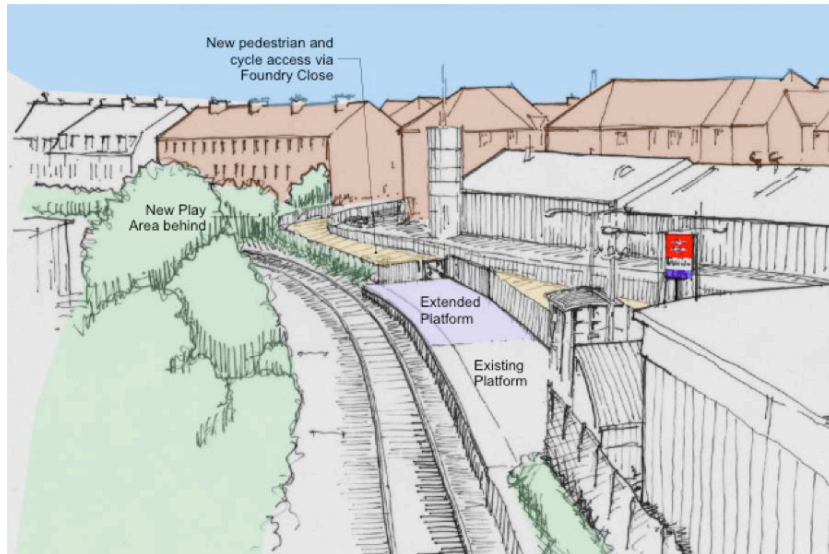 New pedestrian and
cycle access via
Foundry Close
New Play
Area behind
Extended
Platform
Existing
Platform